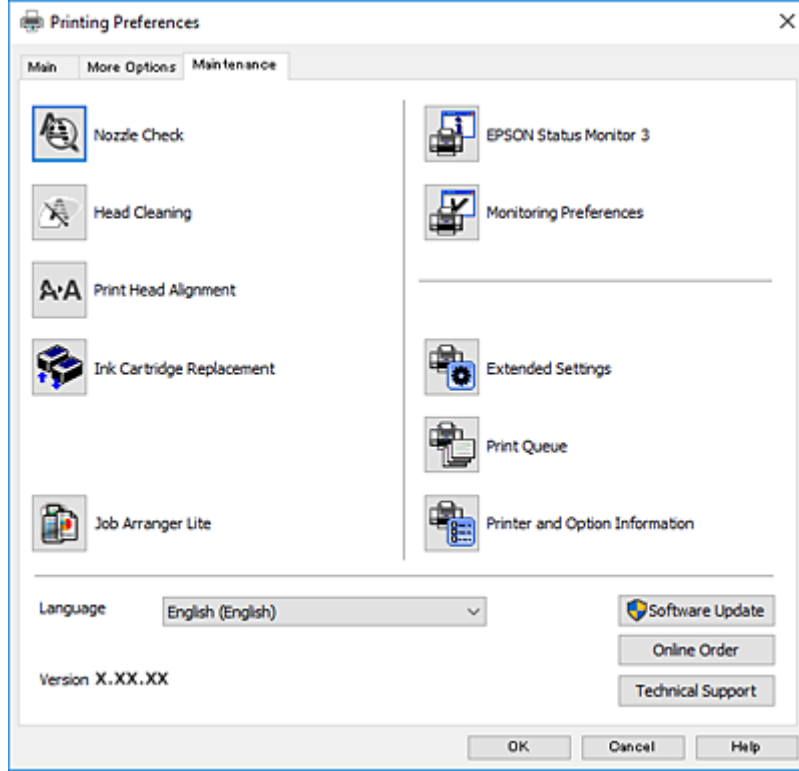 Printing Preferences
Main More Options Maintenance
Nozzle Check
Head Cleaning
A·A Print Head Alignment
Ink Cartridge Replacement
Job Arranger Lite
EPSON Status Monitor 3
Monitoring Preferences
Extended Settings
Print Queue
Printer and Option Information
Language English (English)
Version X.XX.XX
Software Update
Online Order
Technical Support
OK Cancel Help